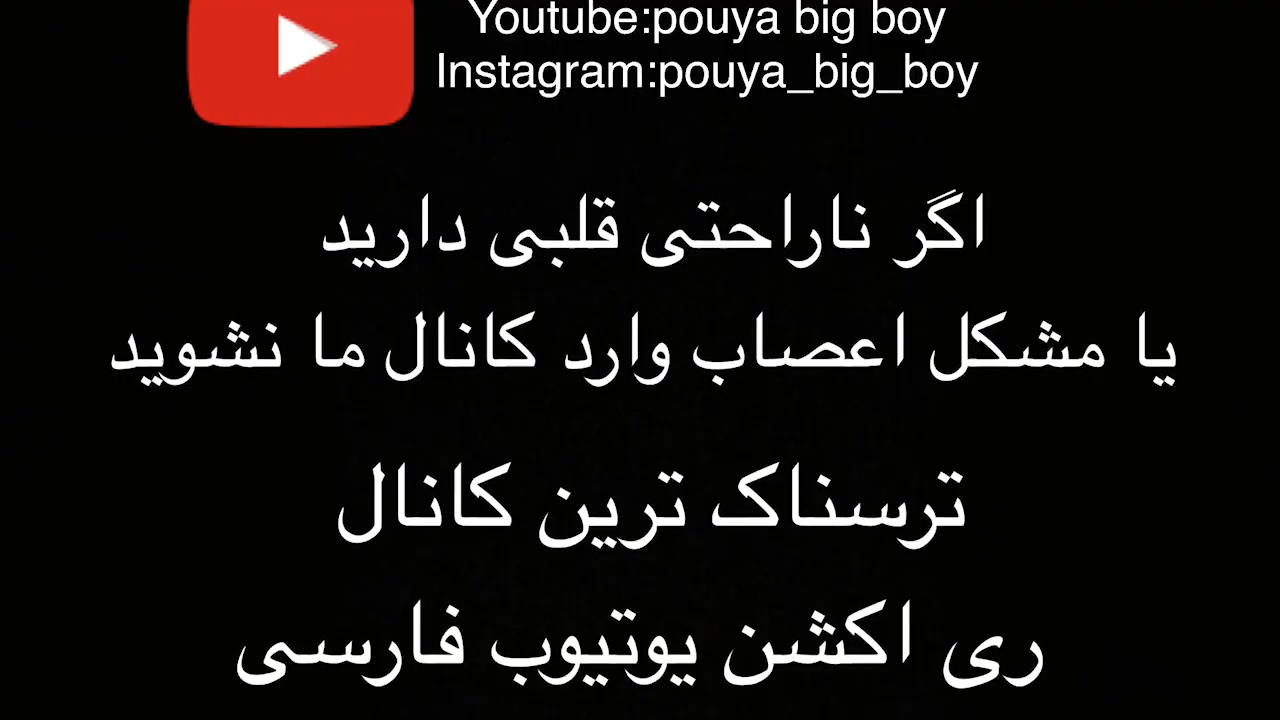 Youtube:pouya big boy
Instagram:pouya_big_boy
اگر ناراحتی قلبی دارید
یا مشکل اعصاب وارد کانال ما نشوید
ترسناک ترین کانال
ری اکشن یوتیوب فارسی